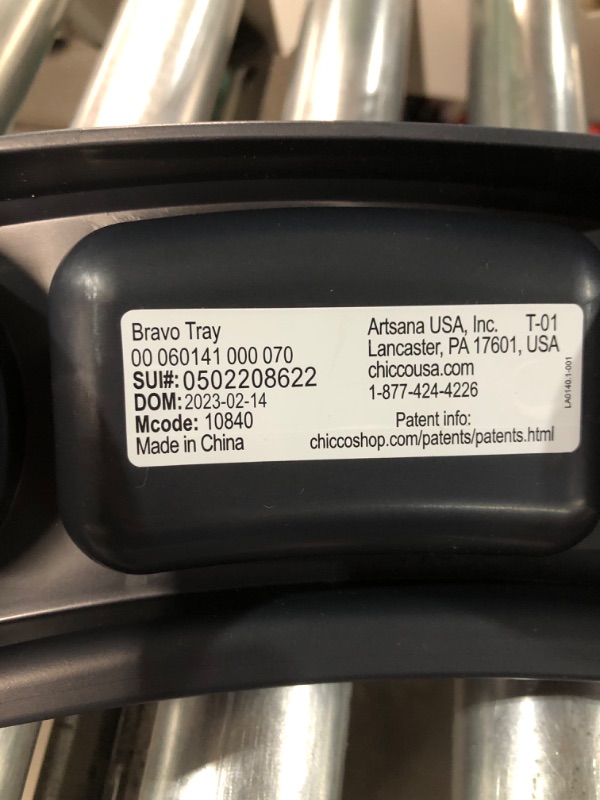 Bravo Tray
00 060141 000 070
SUI#: 0502208622
DOM: 2023-02-14
Mcode: 10840
Made in China
Artsana USA, Inc. T-01
Lancaster, PA 17601, USA
chiccousa.com
1-877-424-4226
Patent info:
chiccoshop.com/patents/patents.html
LA0140.1-001